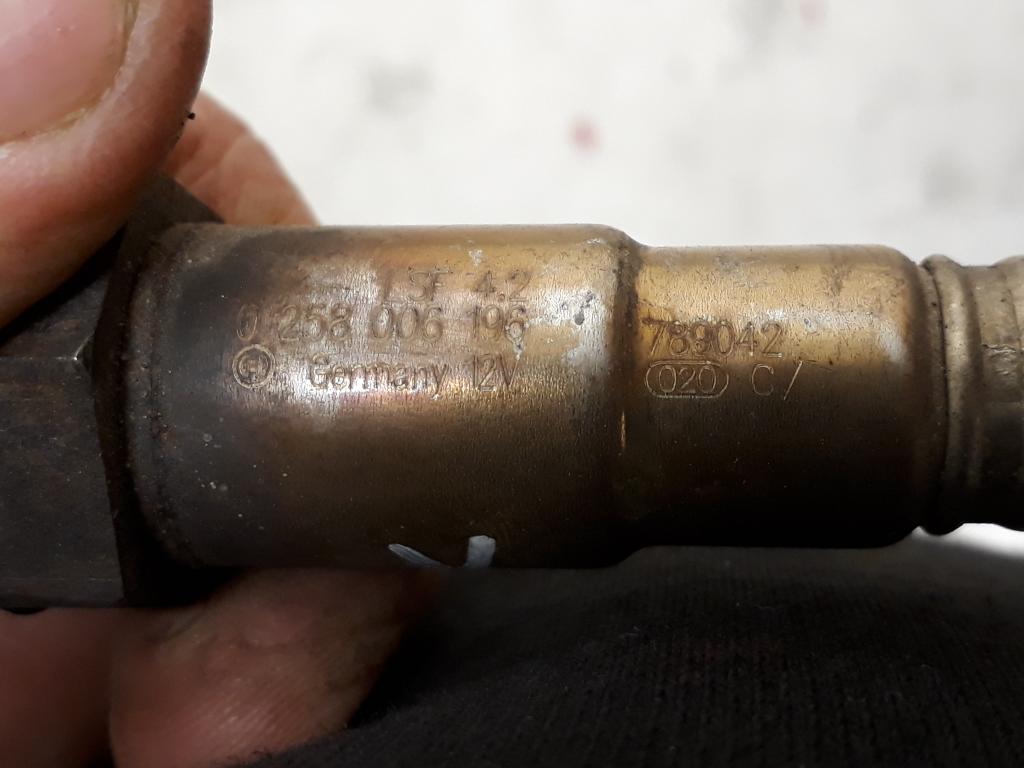 LSF 4.2
0 258 006 196
Germany 12V
789042
020 C/